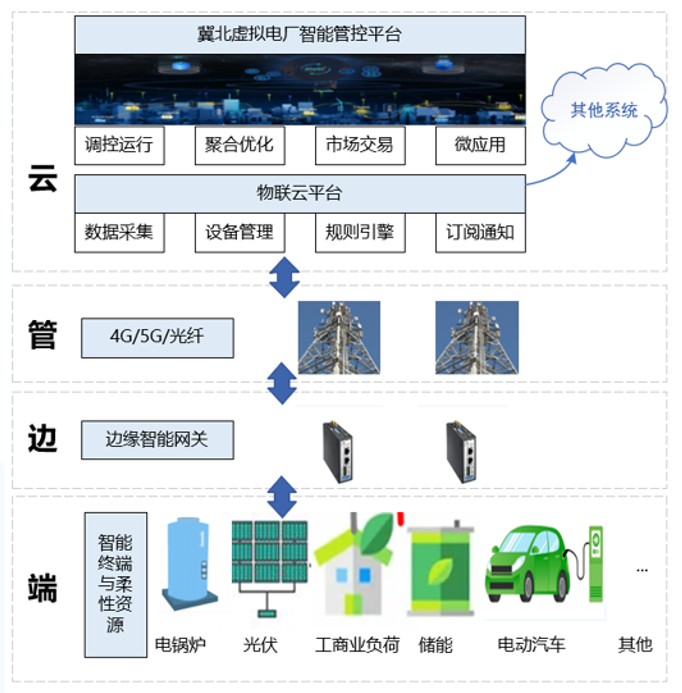 冀北虚拟电厂智能管控平台
调控运行
聚合优化
市场交易
微应用
其他系统
云
物联云平台
数据采集
设备管理
规则引擎
订阅通知
管
4G/5G/光纤
边
边缘智能网关
端
智能
终端
与柔
性资
源
电锅炉
光伏
工商业负荷
储能
电动汽车
...
其他